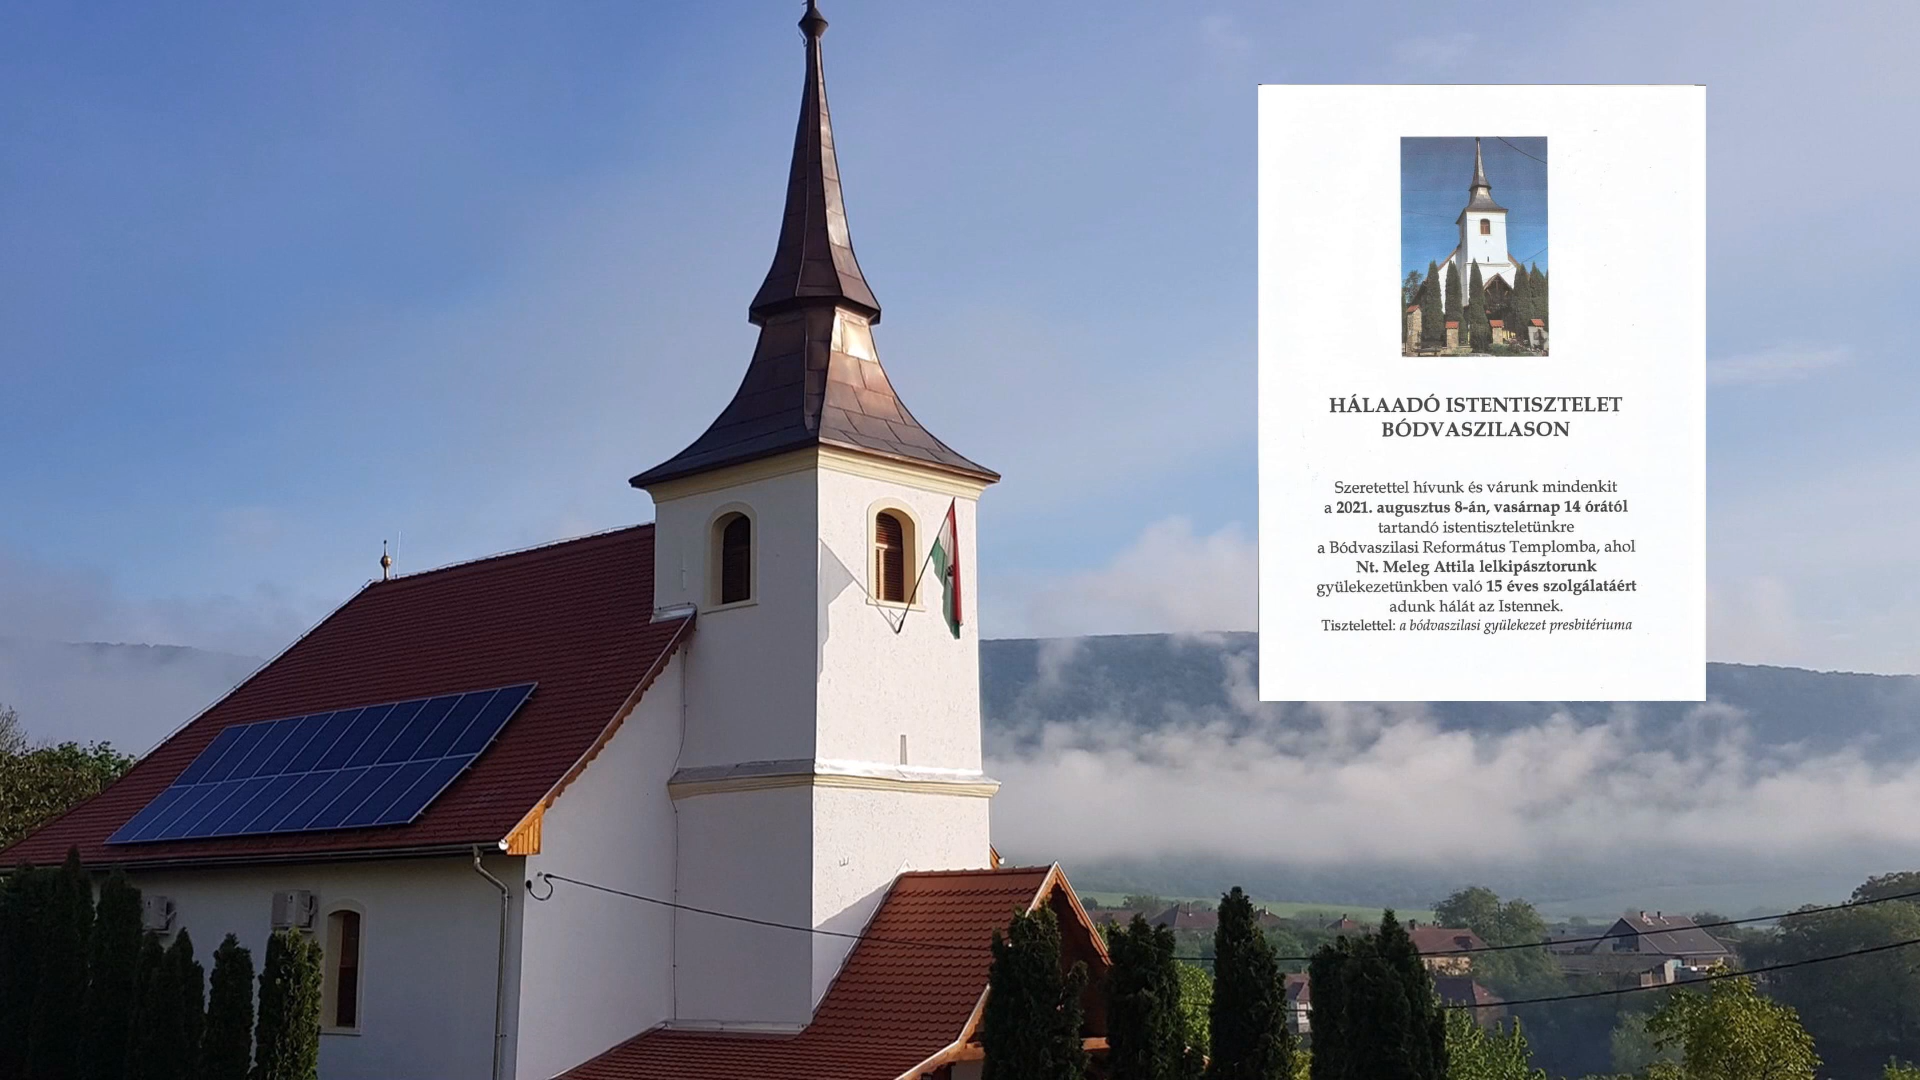 HÁLAADÓ ISTENTISZTELET
BÓDVASZILASON
Szeretettel hívunk és várunk mindenkit
a 2021. augusztus 8-án, vasárnap 14 órától
tartandó istentiszteletünkre
a Bódvaszilasi Református Templomba, ahol
Nt. Meleg Attila lelkipásztorunk
gyülekezetünkben való 15 éves szolgálatáért
adunk hálát az Istennek.
Tisztelettel: a bódvaszilasi gyülekezet presbitériuma